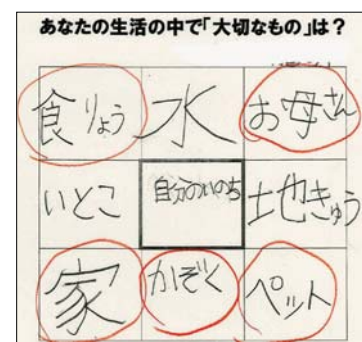 あなたの生活の中で「大切なもの」は？
食りょう 水 お母さん
いとこ 自分のいのち 土也きゅう
家 かぞく ペット